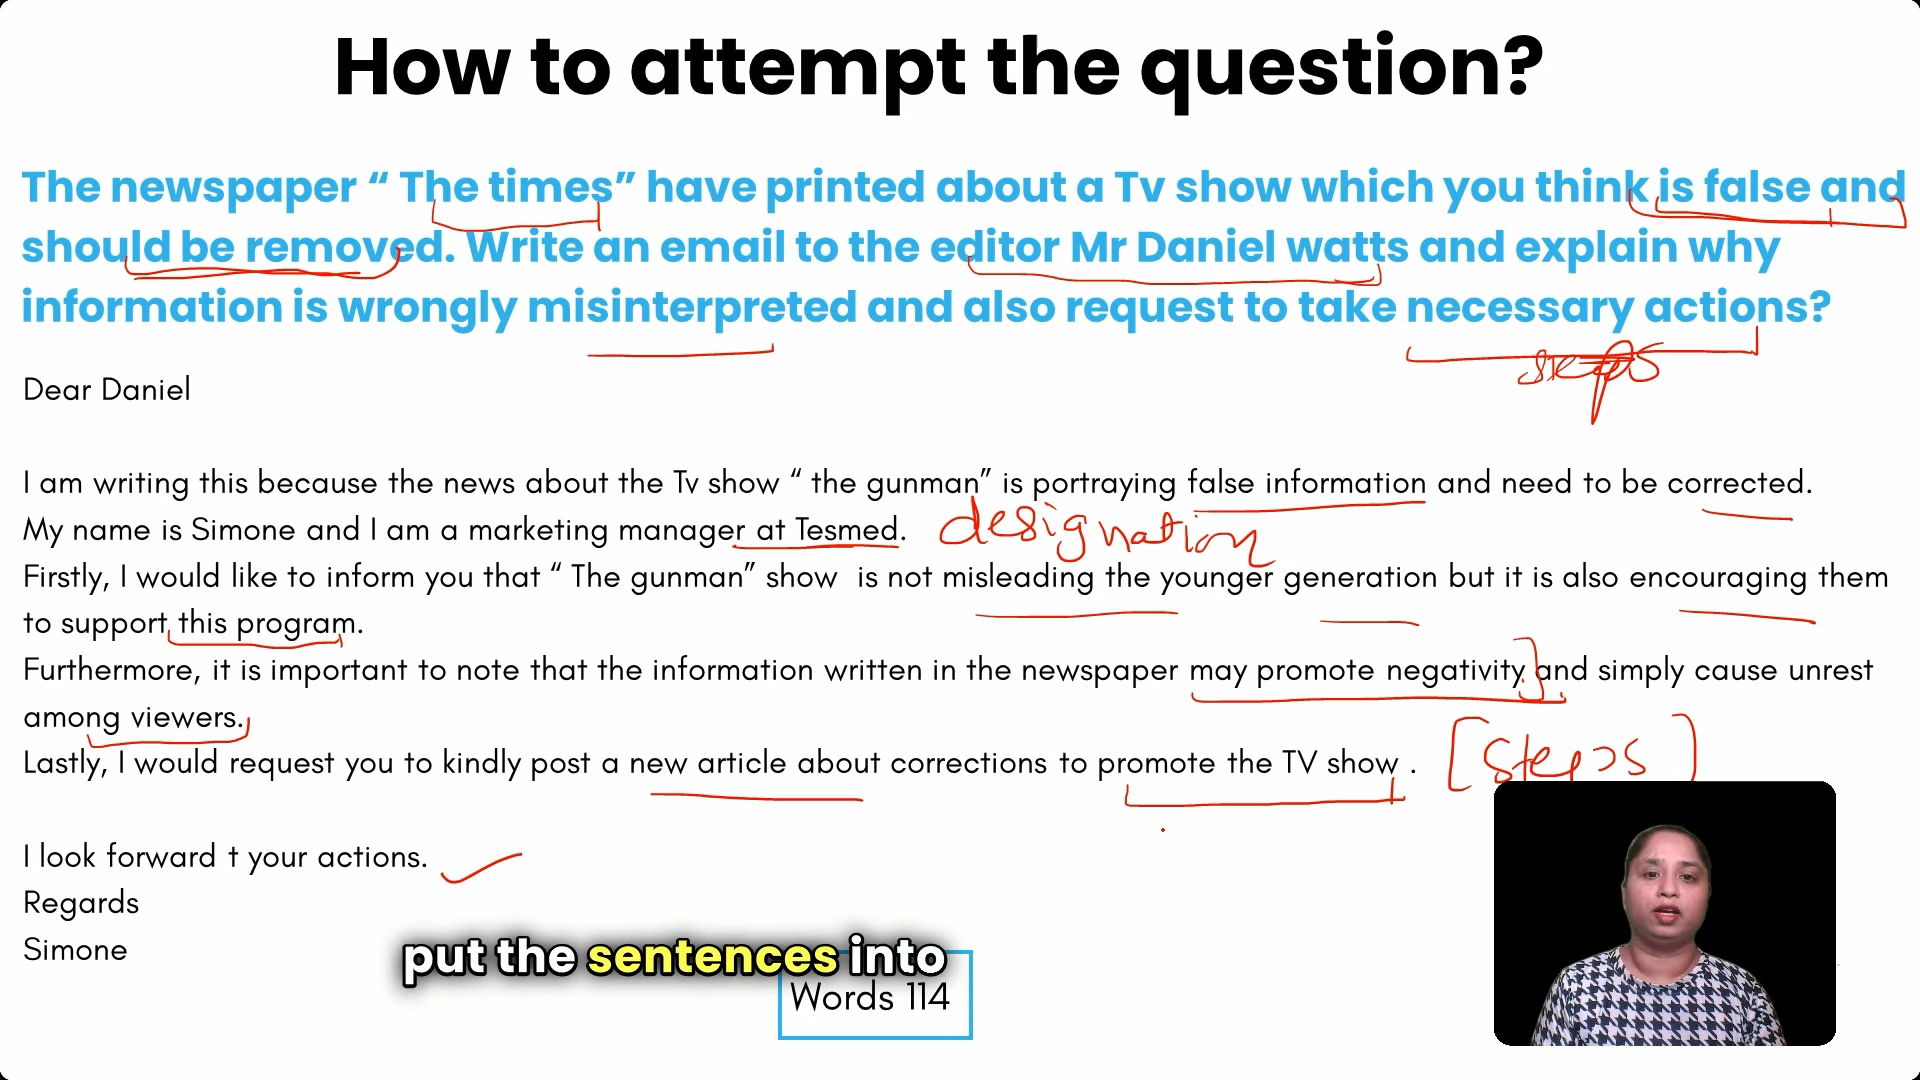 How to attempt the question?
The newspaper “ The times” have printed about a Tv show which you think is false and
should be removed. Write an email to the editor Mr Daniel watts and explain why
information is wrongly misinterpreted and also request to take necessary actions?
steps
Dear Daniel
I am writing this because the news about the Tv show “ the gunman” is portraying false information and need to be corrected.
My name is Simone and I am a marketing manager at Tesmed. designation
Firstly, I would like to inform you that “ The gunman” show is not misleading the younger generation but it is also encouraging them
to support this program.
Furthermore, it is important to note that the information written in the newspaper may promote negativity and simply cause unrest
among viewers.
Lastly, I would request you to kindly post a new article about corrections to promote the TV show . [steps]
I look forward t your actions.
Regards
Simone
put the sentences into
Words 114